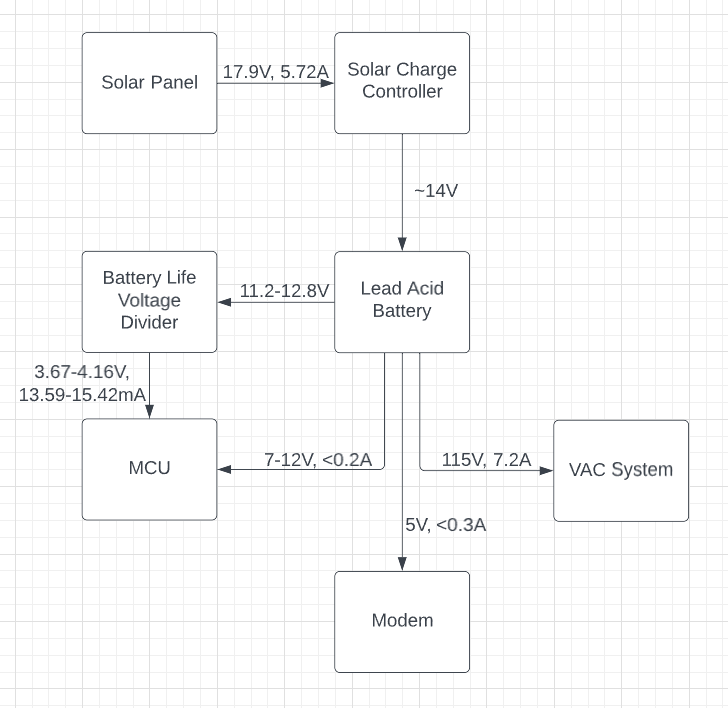 Solar Panel
17.9V, 5.72A
Solar Charge
Controller
~14V
Battery Life
Voltage
Divider
11.2-12.8V
Lead Acid
Battery
3.67-4.16V,
13.59-15.42mA
MCU
7-12V, <0.2A
115V, 7.2A
VAC System
5V, <0.3A
Modem